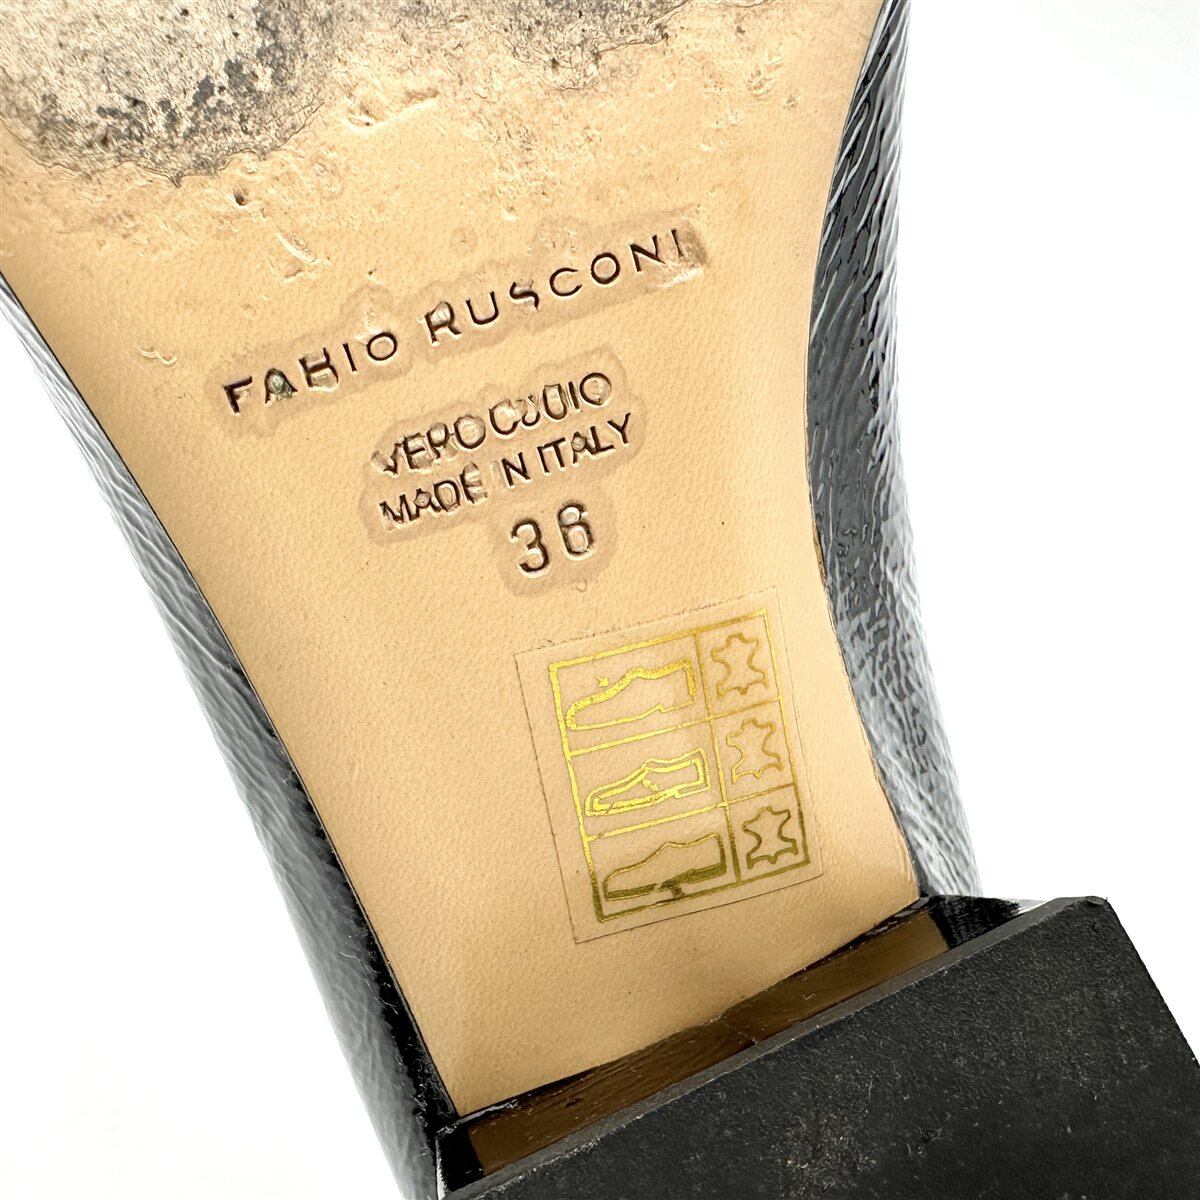 FABIO RUSCONI
VERO CUOIO
MADE IN ITALY
36